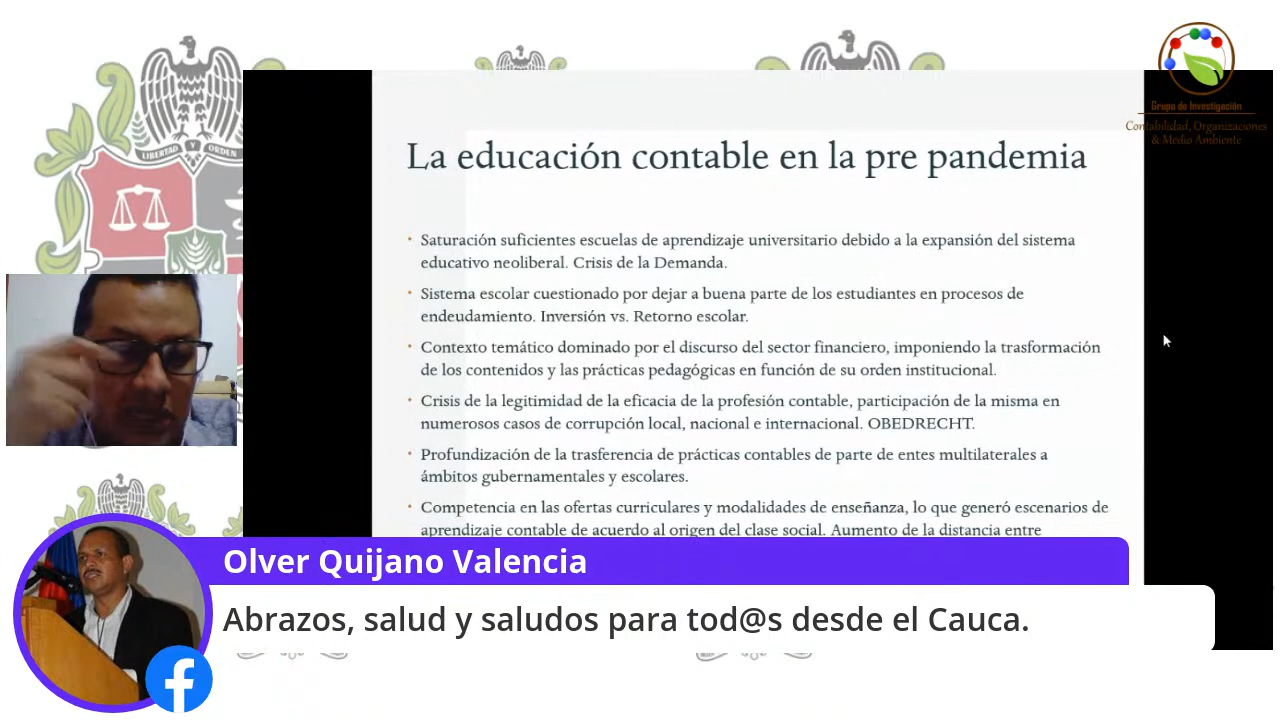 LIBERTAD Y ORDEN
Grupo de Investigación
Contabilidad, Organizaciones
& Medio Ambiente
La educación contable en la pre pandemia
• Saturación suficientes escuelas de aprendizaje universitario debido a la expansión del sistema
educativo neoliberal. Crisis de la Demanda.
• Sistema escolar cuestionado por dejar a buena parte de los estudiantes en procesos de
endeudamiento. Inversión vs. Retorno escolar.
• Contexto temático dominado por el discurso del sector financiero, imponiendo la trasformación
de los contenidos y las prácticas pedagógicas en función de su orden institucional.
• Crisis de la legitimidad de la eficacia de la profesión contable, participación de la misma en
numerosos casos de corrupción local, nacional e internacional. OBEDRECHT.
• Profundización de la trasferencia de prácticas contables de parte de entes multilaterales a
ámbitos gubernamentales y escolares.
• Competencia en las ofertas curriculares y modalidades de enseñanza, lo que generó escenarios de
aprendizaje contable de acuerdo al origen del clase social. Aumento de la distancia entre
Olver Quijano Valencia
Abrazos, salud y saludos para tod@s desde el Cauca.